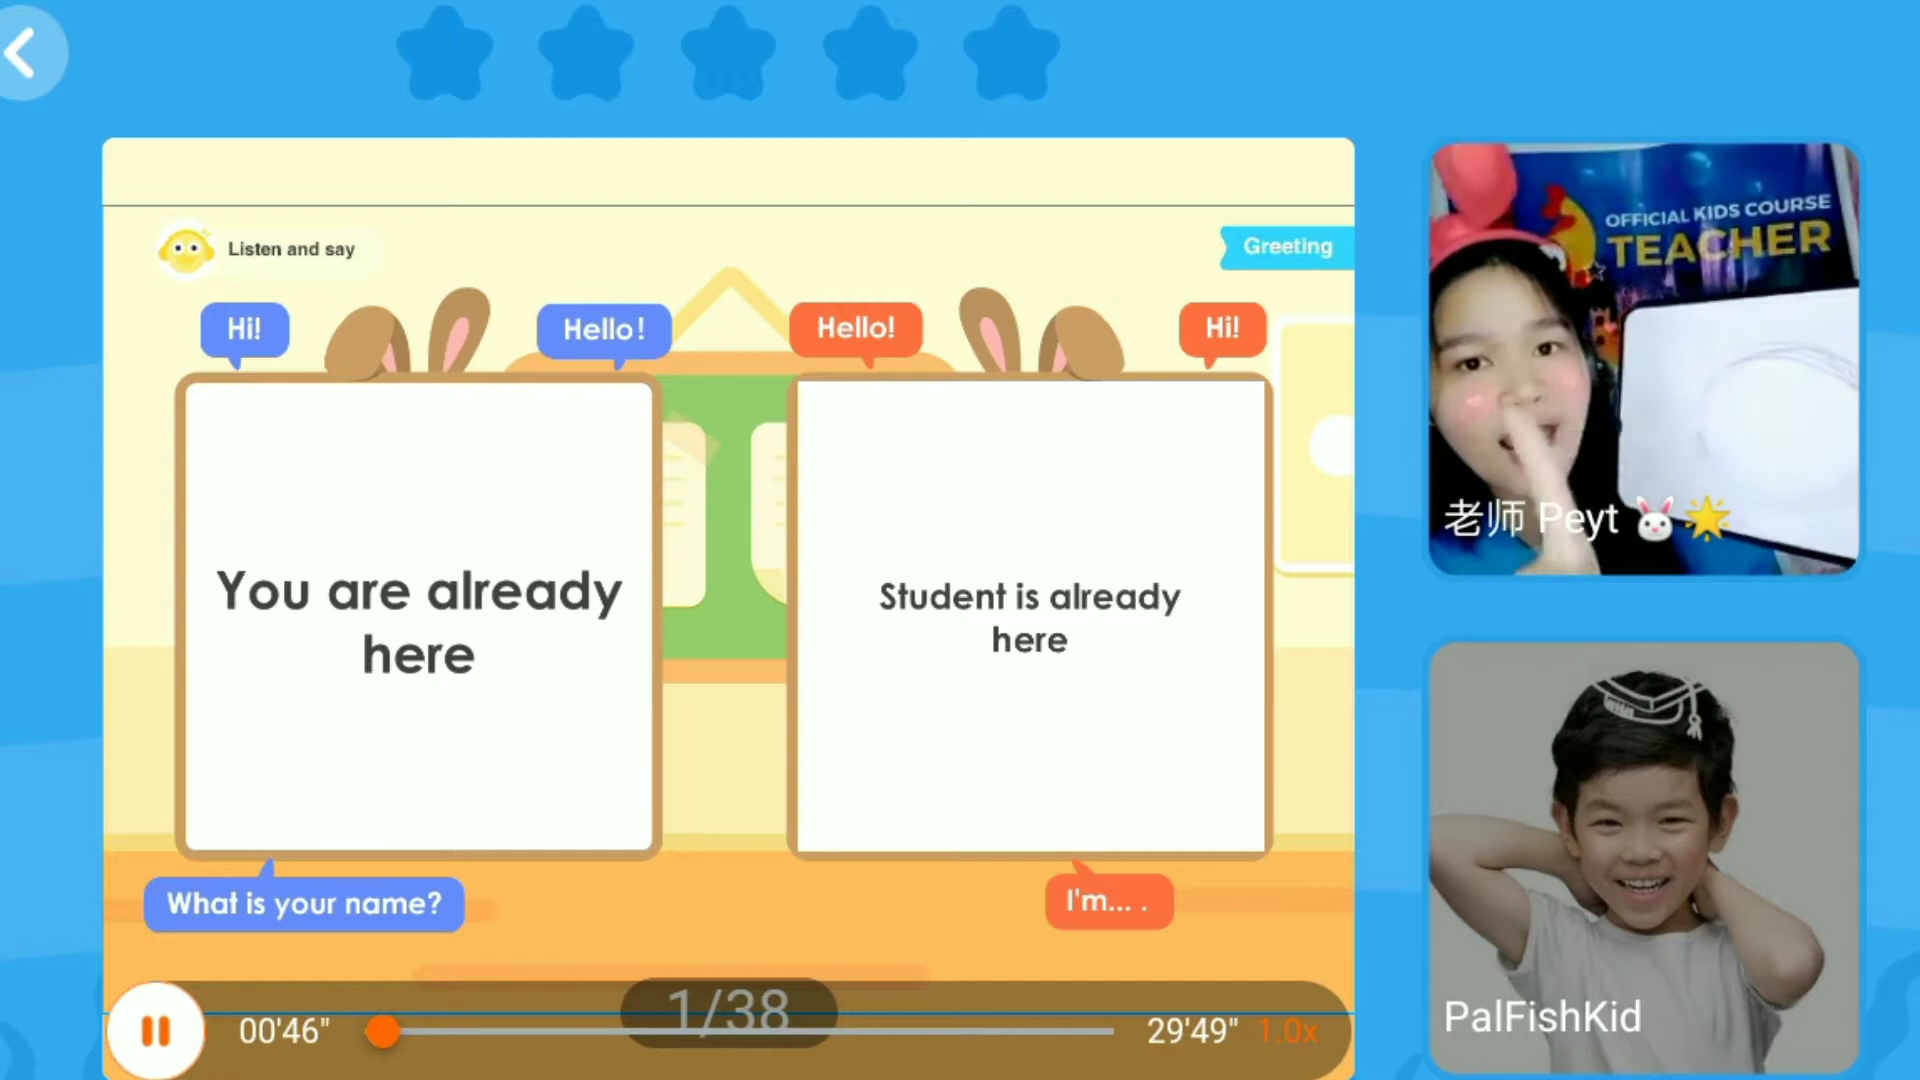 Listen and say
Greeting
Hi!
Hello!
Hello!
Hi!
You are already
here
Student is already
here
What is your name?
I'm... .
1/38
00'46"
29'49"
1.0x
OFFICIAL KIDS COURSE
TEACHER
老师 Peyt 🐰🌟
PalFishKid